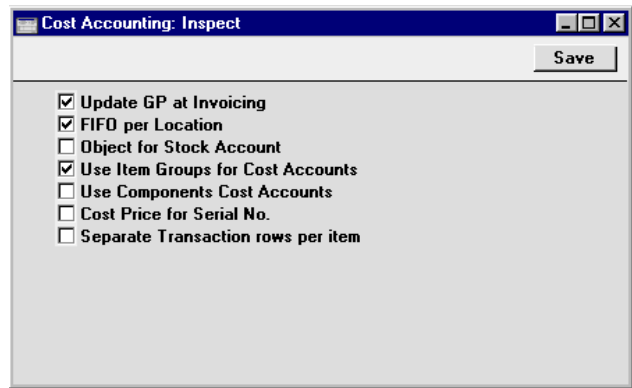 Cost Accounting: Inspect
Save
Update GP at Invoicing
FIFO per Location
Object for Stock Account
Use Item Groups for Cost Accounts
Use Components Cost Accounts
Cost Price for Serial No.
Separate Transaction rows per item